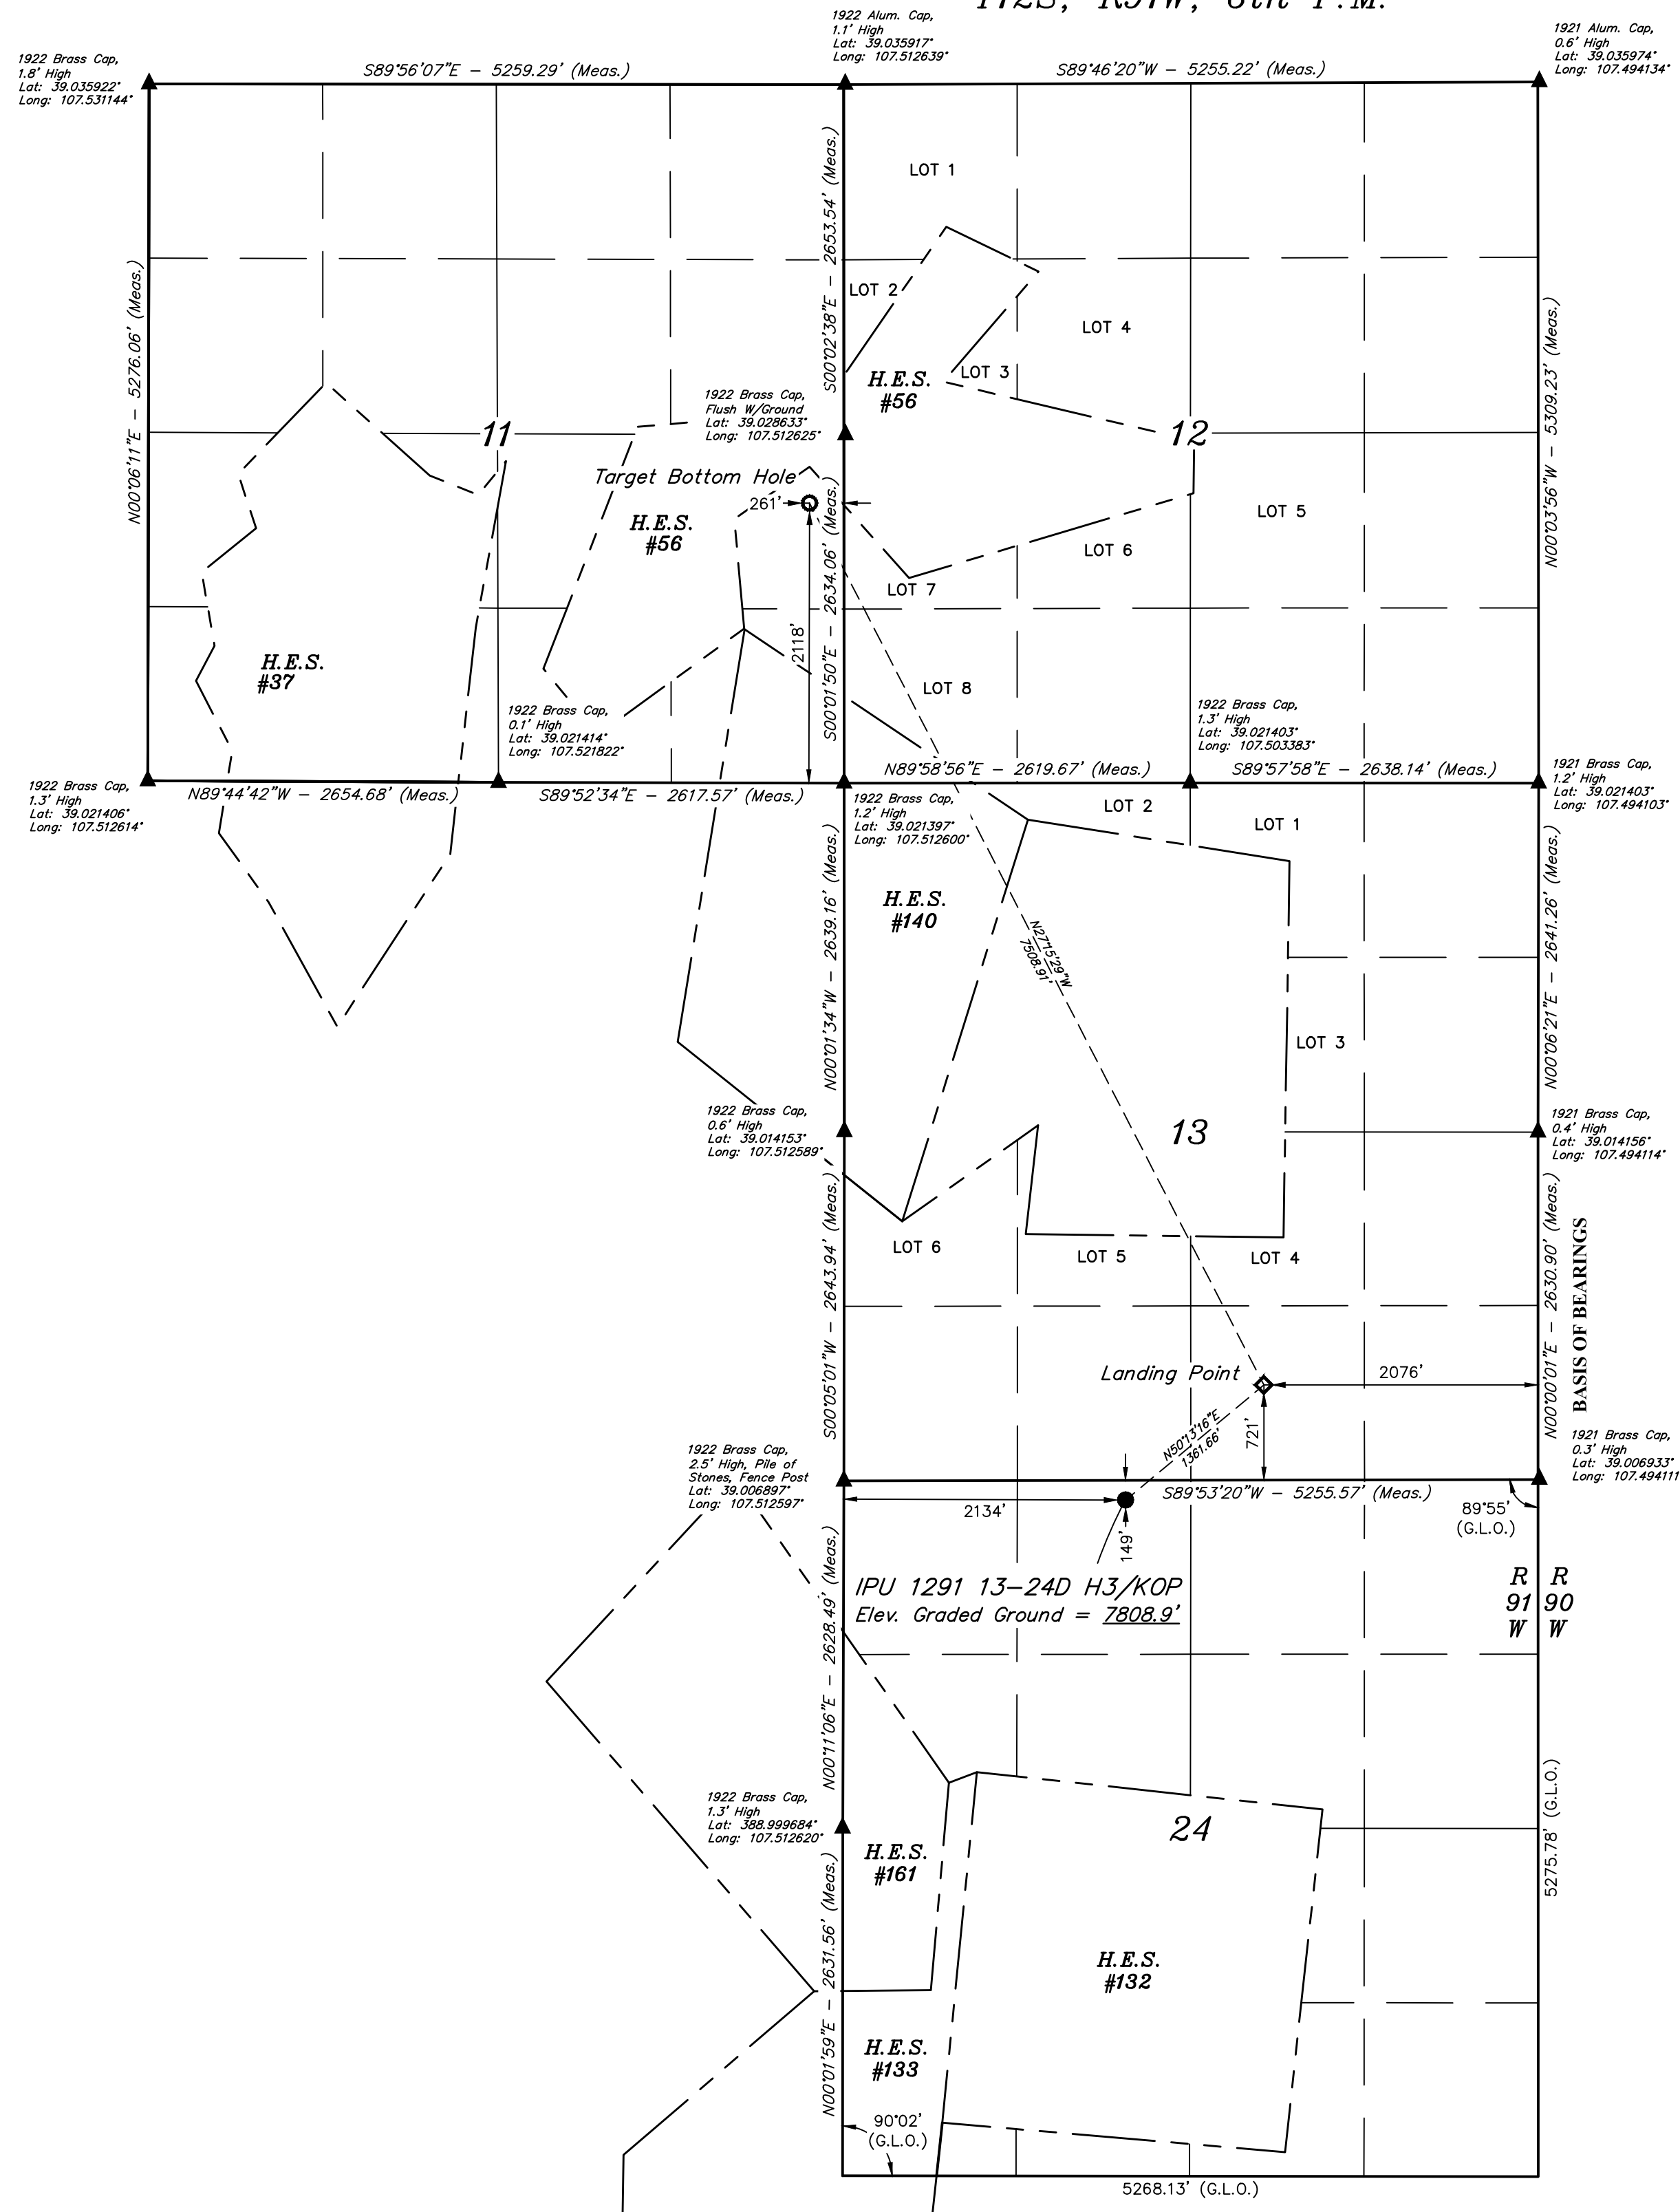 T12S, R91W, 6th P.M.
1922 Alum. Cap,
1.1' High
Lat: 39.035917°
Long: 107.512639°
1921 Alum. Cap,
0.6' High
Lat: 39.035974°
Long: 107.494134°
1922 Brass Cap,
1.8' High
Lat: 39.035922°
Long: 107.531144°
S89°56'07"E - 5259.29' (Meas.)
S89°46'20"W - 5255.22' (Meas.)
LOT 1
S00°02'38"E - 2653.54' (Meas.)
N00°06'11"E - 5276.06' (Meas.)
LOT 2
LOT 4
N00°03'56"W - 5309.23' (Meas.)
LOT 3
H.E.S.
#56
1922 Brass Cap,
Flush W/Ground
Lat: 39.028633°
Long: 107.512625°
11
12
Target Bottom Hole
261'
H.E.S.
#56
LOT 5
LOT 6
LOT 7
S00°01'50"E - 2634.06' (Meas.)
2118'
H.E.S.
#37
LOT 8
1922 Brass Cap,
0.1' High
Lat: 39.021414°
Long: 107.521822°
1922 Brass Cap,
1.3' High
Lat: 39.021403°
Long: 107.503383°
N89°58'56"E - 2619.67' (Meas.)
S89°57'58"E - 2638.14' (Meas.)
1921 Brass Cap,
1.2' High
Lat: 39.021403°
Long: 107.494103°
1922 Brass Cap,
1.3' High
Lat: 39.021406°
Long: 107.512614°
N89°44'42"W - 2654.68' (Meas.)
S89°52'34"E - 2617.57' (Meas.)
1922 Brass Cap,
1.2' High
Lat: 39.021397°
Long: 107.512600°
LOT 2
LOT 1
H.E.S.
#140
N00°01'34"W - 2639.16' (Meas.)
N27°15'29"W
7508.91'
N00°06'21"E - 2641.26' (Meas.)
LOT 3
1922 Brass Cap,
0.6' High
Lat: 39.014153°
Long: 107.512589°
13
1921 Brass Cap,
0.4' High
Lat: 39.014156°
Long: 107.494114°
LOT 6
LOT 5
LOT 4
S00°05'01"W - 2643.94' (Meas.)
N00°00'01"E - 2630.90' (Meas.)
BASIS OF BEARINGS
Landing Point
2076'
721'
N50°13'16"E
1361.66'
1922 Brass Cap,
2.5' High, Pile of
Stones, Fence Post
Lat: 39.006897°
Long: 107.512597°
1921 Brass Cap,
0.3' High
Lat: 39.006933°
Long: 107.494111
S89°53'20"W - 5255.57' (Meas.)
2134'
149'
89°55'
(G.L.O.)
IPU 1291 13-24D H3/KOP
Elev. Graded Ground = 7808.9'
R R
91 90
W W
N00°11'06"E - 2628.49' (Meas.)
1922 Brass Cap,
1.3' High
Lat: 388.999684°
Long: 107.512620°
24
5275.78' (G.L.O.)
H.E.S.
#161
H.E.S.
#132
N00°01'59"E - 2631.56' (Meas.)
H.E.S.
#133
90°02'
(G.L.O.)
5268.13' (G.L.O.)